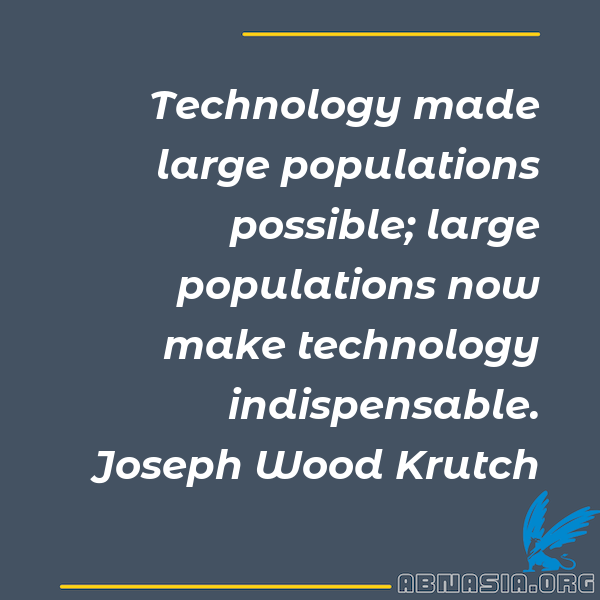 Technology made
large populations
possible; large
populations now
make technology
indispensable.
Joseph Wood Krutch
ABNASIA.ORG